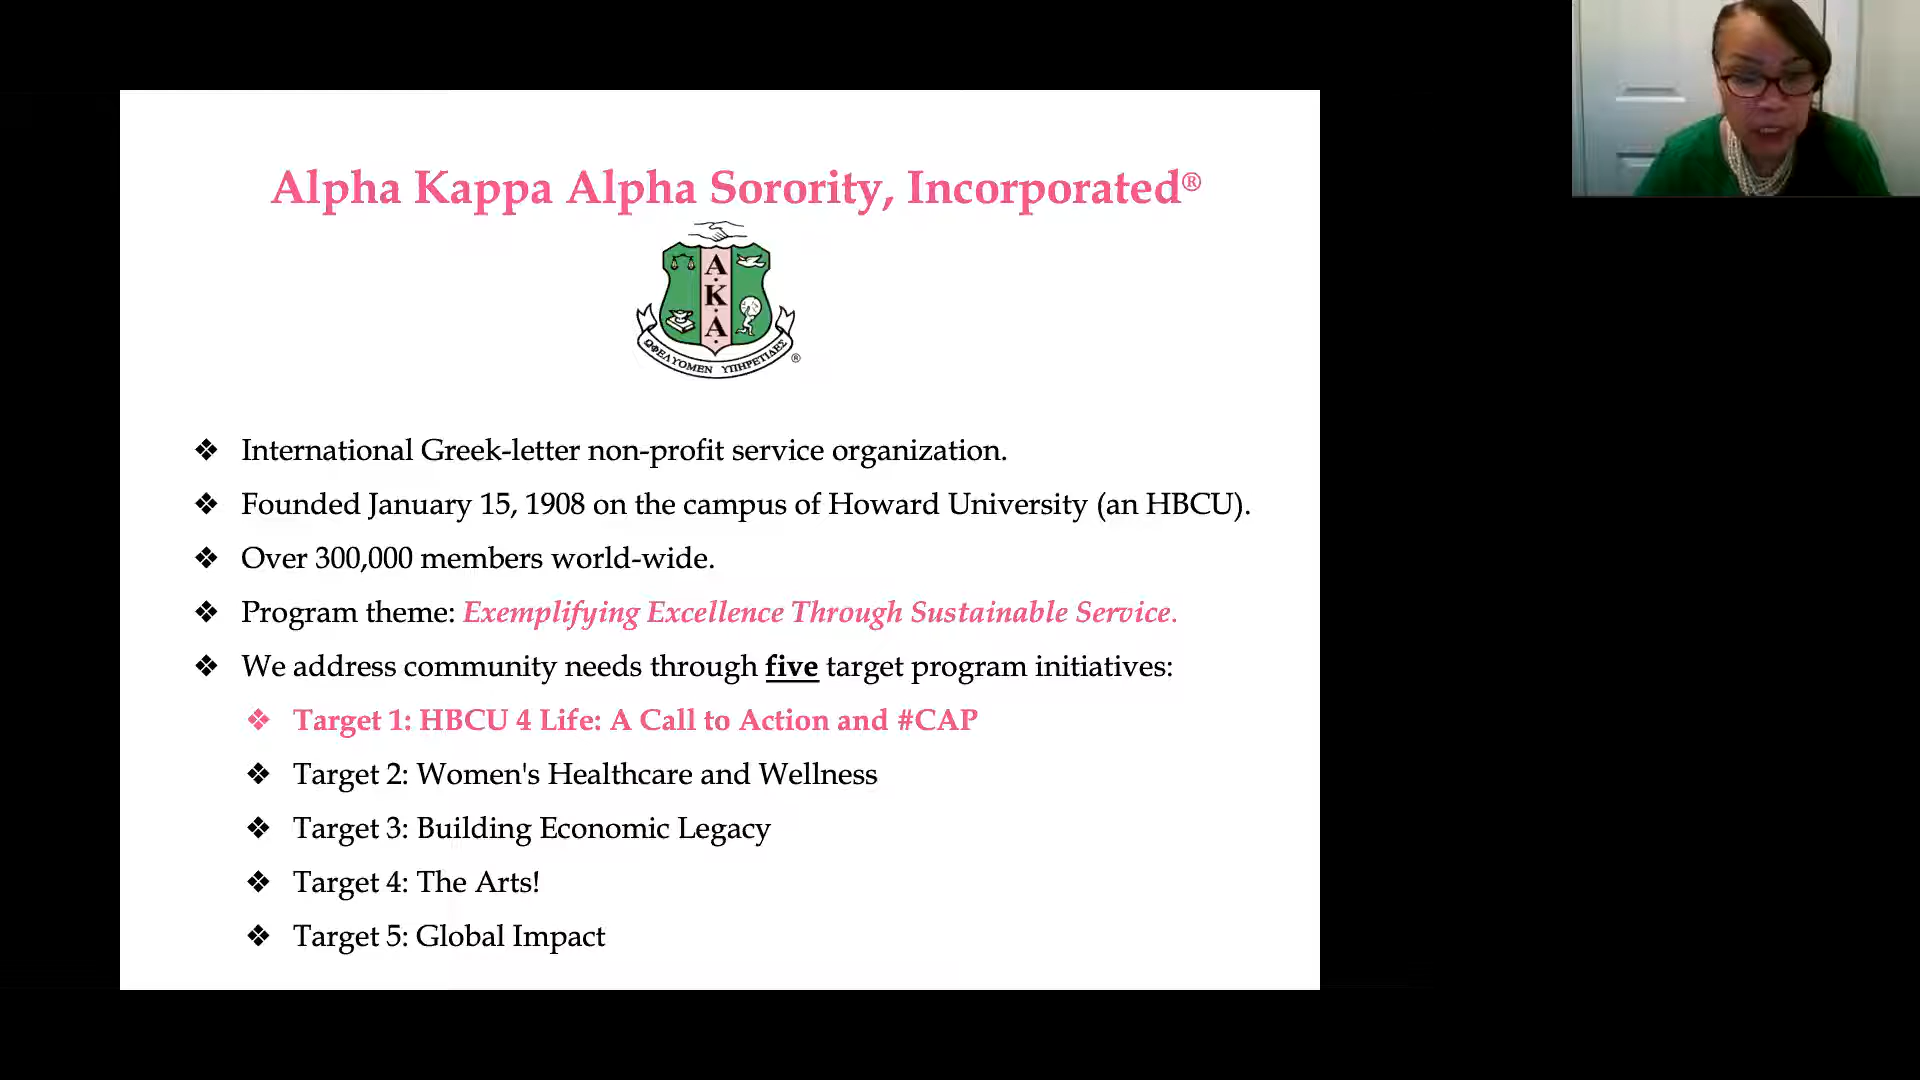 Alpha Kappa Alpha Sorority, Incorporated®
Α
Κ
Α
ΩΦΕΛΥΟΜΕΝ ΥΠΗΡΕΤΙΔΕΣ ®
❖ International Greek-letter non-profit service organization.
❖ Founded January 15, 1908 on the campus of Howard University (an HBCU).
❖ Over 300,000 members world-wide.
❖ Program theme: Exemplifying Excellence Through Sustainable Service.
❖ We address community needs through five target program initiatives:
❖ Target 1: HBCU 4 Life: A Call to Action and #CAP
❖ Target 2: Women's Healthcare and Wellness
❖ Target 3: Building Economic Legacy
❖ Target 4: The Arts!
❖ Target 5: Global Impact